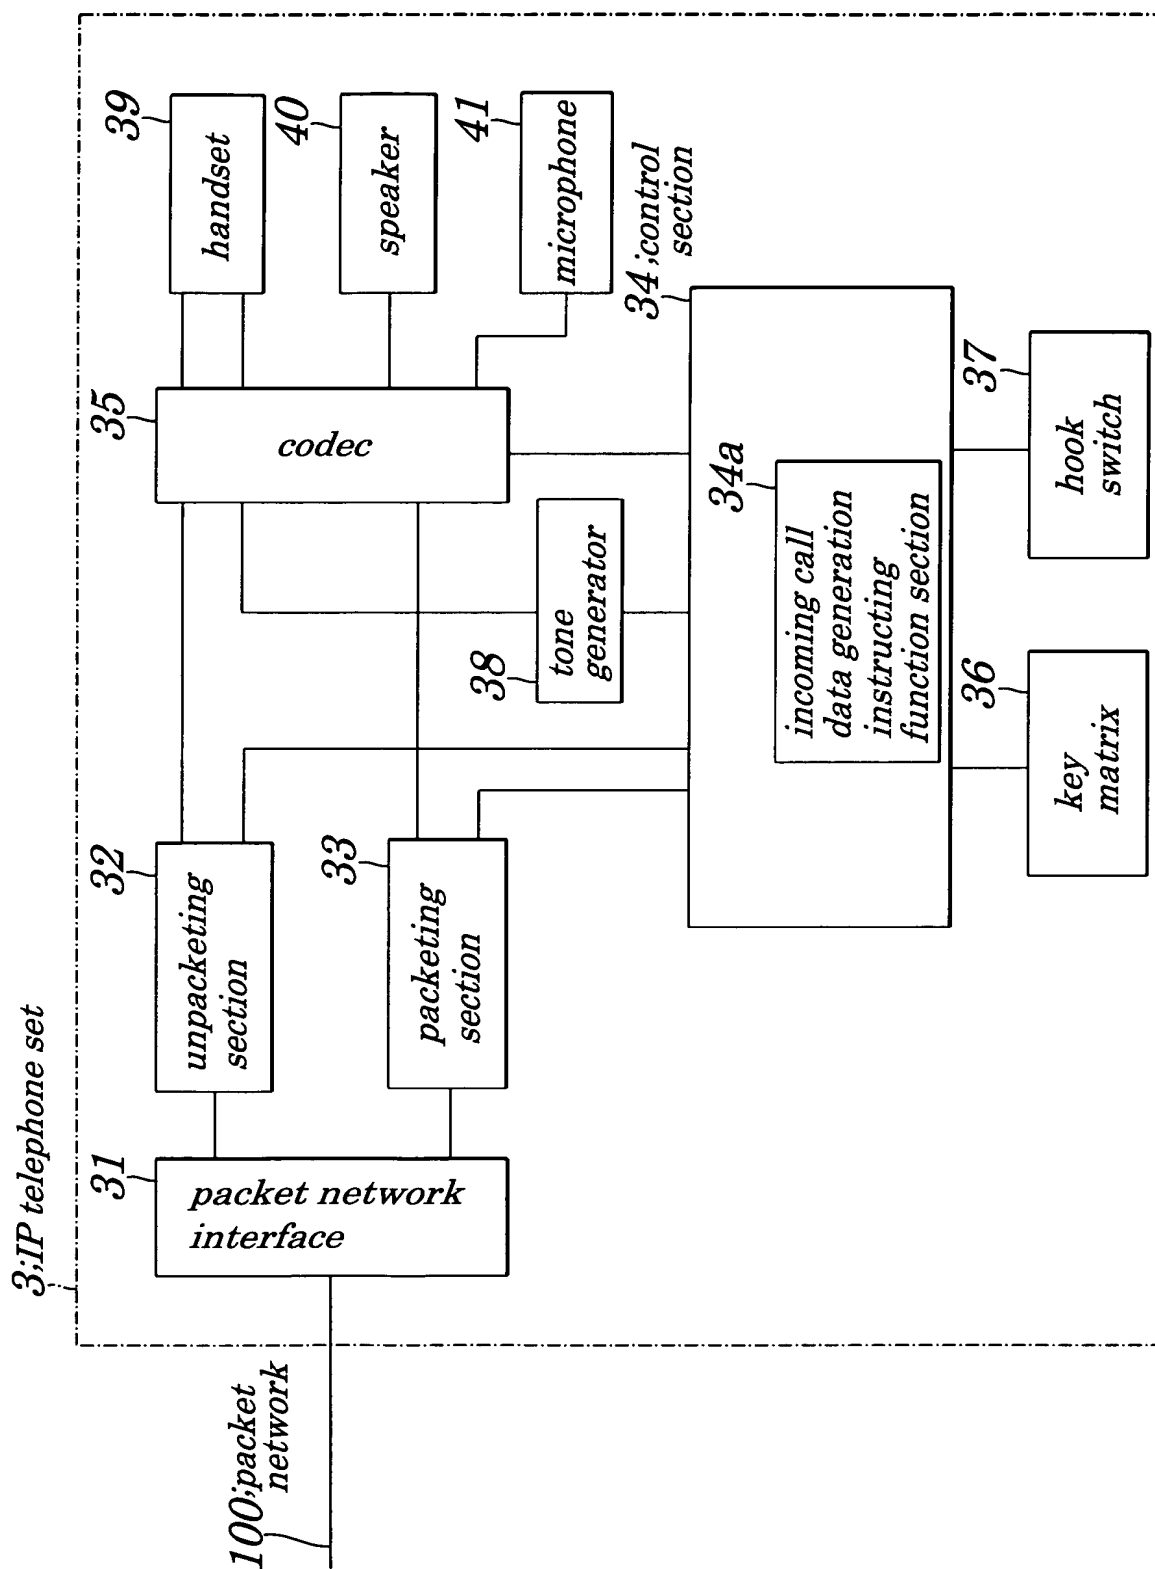 3;IP telephone set
100;packet
network
31
packet network
interface
32
unpacketing
section
33
packeting
section
35
codec
38
tone
generator
39
handset
40
speaker
41
microphone
34;control
section
34a
incoming call
data generation
instructing
function section
36
key
matrix
37
hook
switch